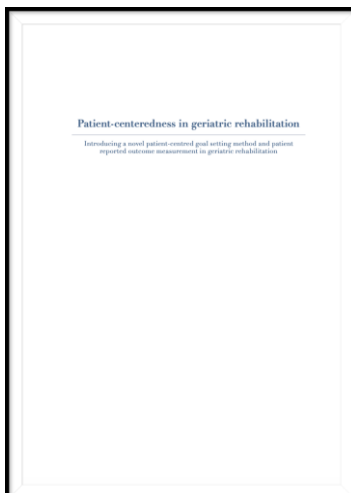 Patient-centeredness in geriatric rehabilitation
Introducing a novel patient-centred goal-setting method and patient
reported outcome measurement in geriatric rehabilitation